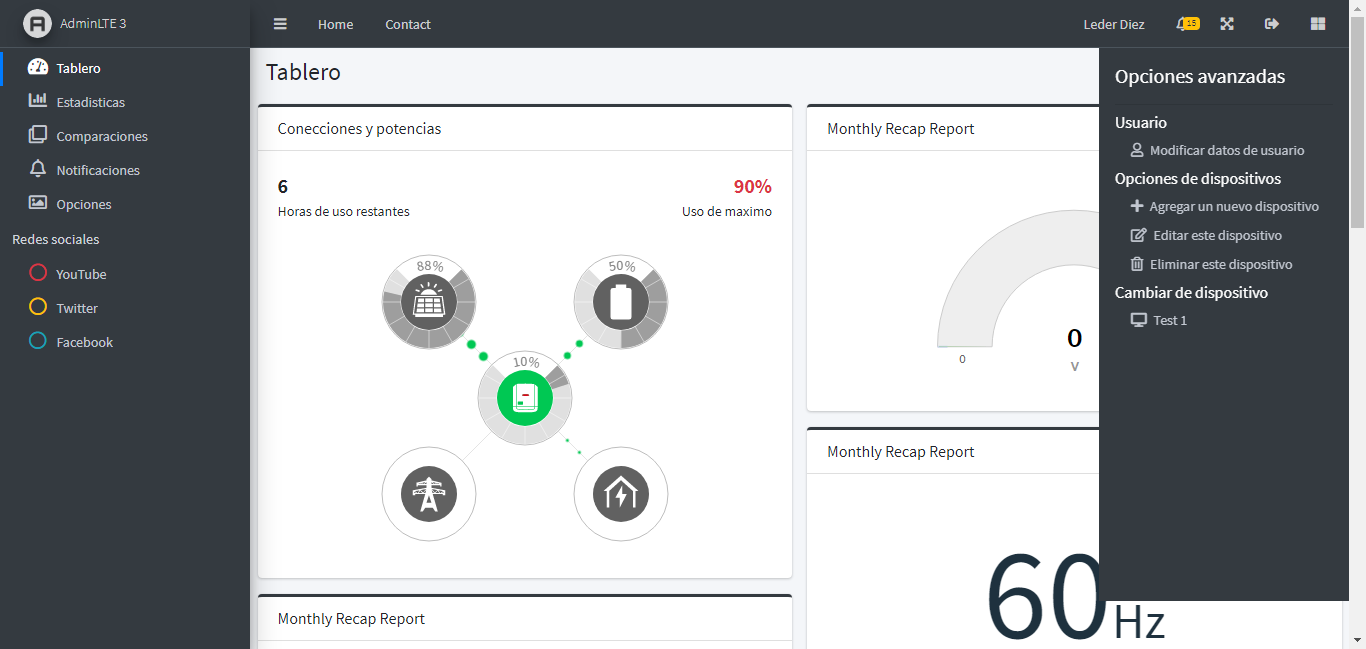 AdminLTE 3
Home
Contact
Leder Diez
15
Tablero
Estadisticas
Comparaciones
Notificaciones
Opciones
Redes sociales
YouTube
Twitter
Facebook
Tablero
Conecciones y potencias
6
90%
Horas de uso restantes
Uso de maximo
88%
50%
10%
Monthly Recap Report
Monthly Recap Report
0
0
V
Monthly Recap Report
60Hz
Opciones avanzadas
Usuario
Modificar datos de usuario
Opciones de dispositivos
Agregar un nuevo dispositivo
Editar este dispositivo
Eliminar este dispositivo
Cambiar de dispositivo
Test 1